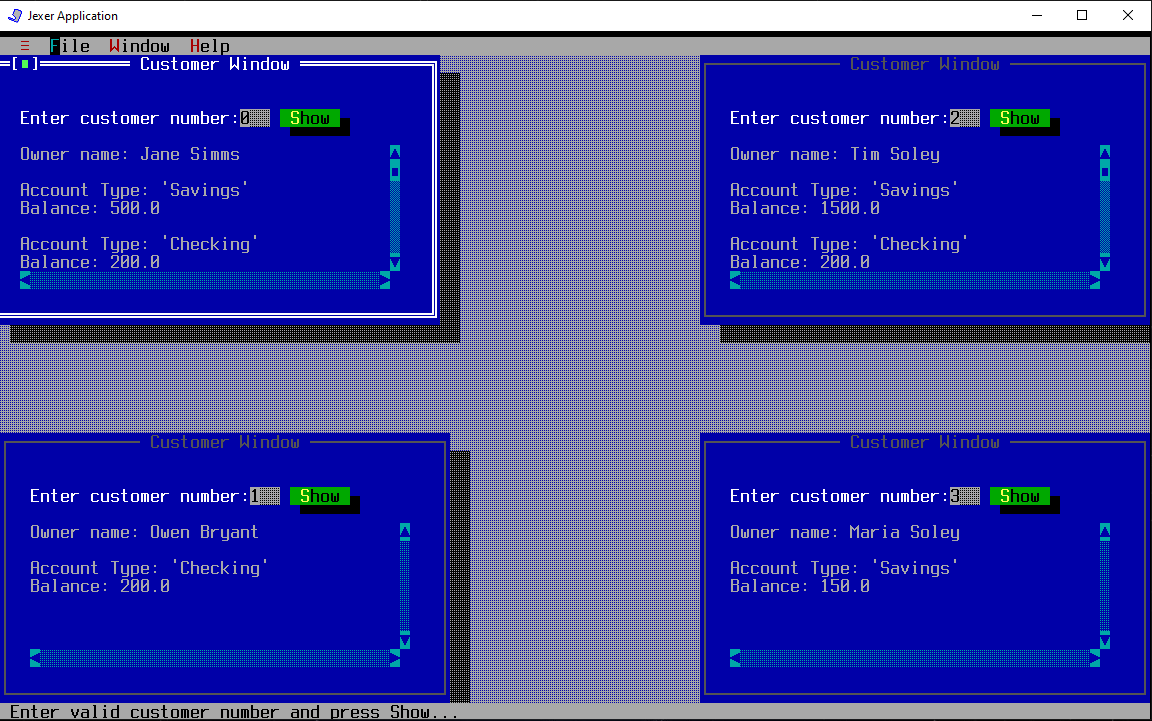 Jexer Application
File Window Help
Customer Window
Enter customer number:0 Show
Owner name: Jane Simms
Account Type: 'Savings'
Balance: 500.0
Account Type: 'Checking'
Balance: 200.0
Customer Window
Enter customer number:2 Show
Owner name: Tim Soley
Account Type: 'Savings'
Balance: 1500.0
Account Type: 'Checking'
Balance: 200.0
Customer Window
Enter customer number:1 Show
Owner name: Owen Bryant
Account Type: 'Checking'
Balance: 200.0
Customer Window
Enter customer number:3 Show
Owner name: Maria Soley
Account Type: 'Savings'
Balance: 150.0
Enter valid customer number and press Show...